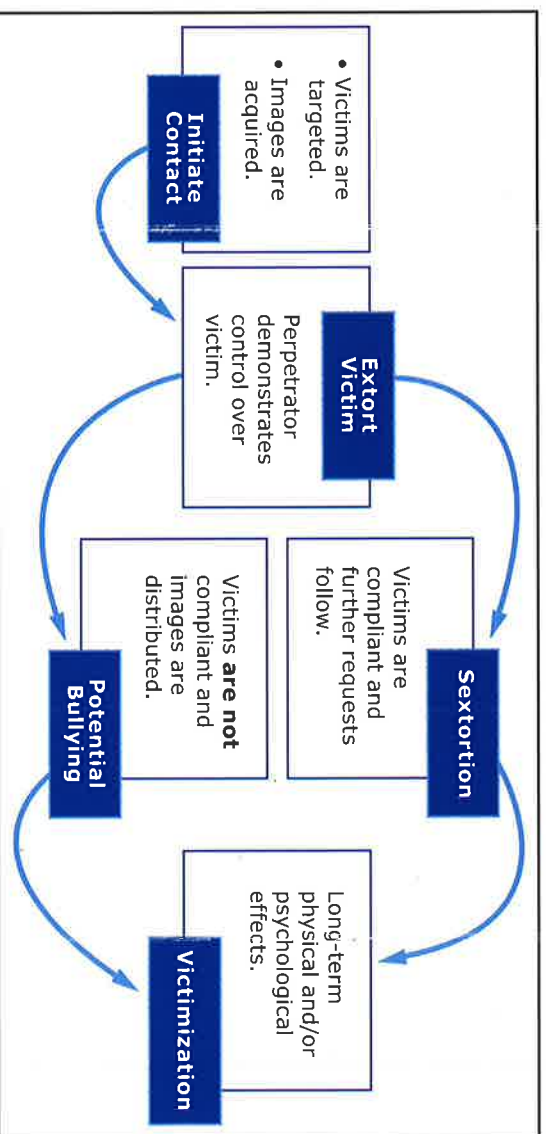 • Victims are
targeted.
• Images are
acquired.
Initiate
Contact
Extort
Victim
Perpetrator
demonstrates
control over
victim.
Sextortion
Victims are
compliant and
further requests
follow.
Victims are not
compliant and
images are
distributed.
Potential
Bullying
Long-term
physical and/or
psychological
effects.
Victimization